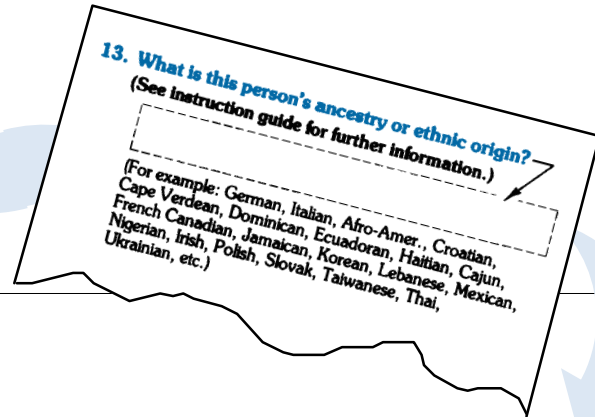 13. What is this person's ancestry or ethnic origin?
(See instruction guide for further information.)
(For example: German, Italian, Afro-Amer., Croatian,
Cape Verdean, Dominican, Ecuadoran, Haitian, Cajun,
French Canadian, Jamaican, Korean, Lebanese, Mexican,
Nigerian, Irish, Polish, Slovak, Taiwanese, Thai,
Ukrainian, etc.)